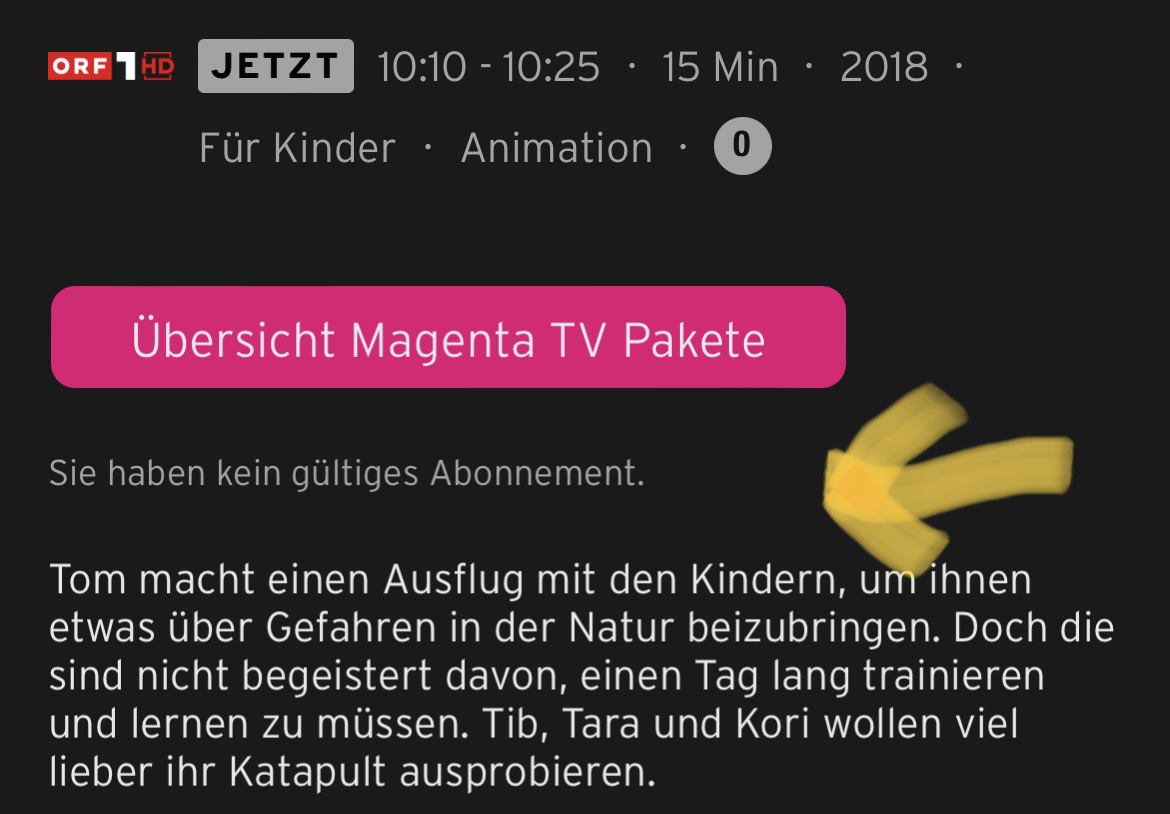 ORF 1 HD JETZT 10:10 - 10:25 · 15 Min · 2018 ·
Für Kinder · Animation · 0
Übersicht Magenta TV Pakete
Sie haben kein gültiges Abonnement.
Tom macht einen Ausflug mit den Kindern, um ihnen
etwas über Gefahren in der Natur beizubringen. Doch die
sind nicht begeistert davon, einen Tag lang trainieren
und lernen zu müssen. Tib, Tara und Kori wollen viel
lieber ihr Katapult ausprobieren.